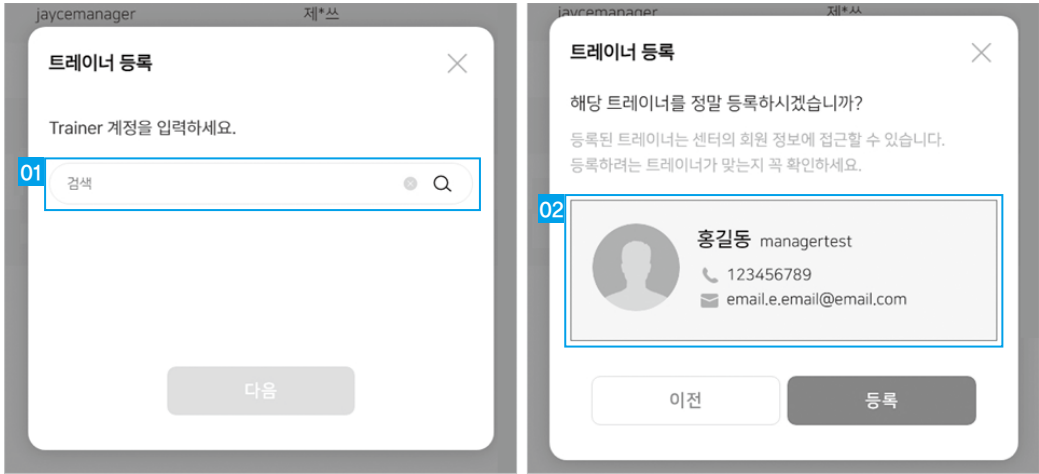 jaycemanager 제*쓰
트레이너 등록
Trainer 계정을 입력하세요.
01
검색
다음
jaycemanager 제*쓰
트레이너 등록
해당 트레이너를 정말 등록하시겠습니까?
등록된 트레이너는 센터의 회원 정보에 접근할 수 있습니다.
등록하려는 트레이너가 맞는지 꼭 확인하세요.
02
홍길동 managertest
123456789
email.e.email@email.com
이전 등록